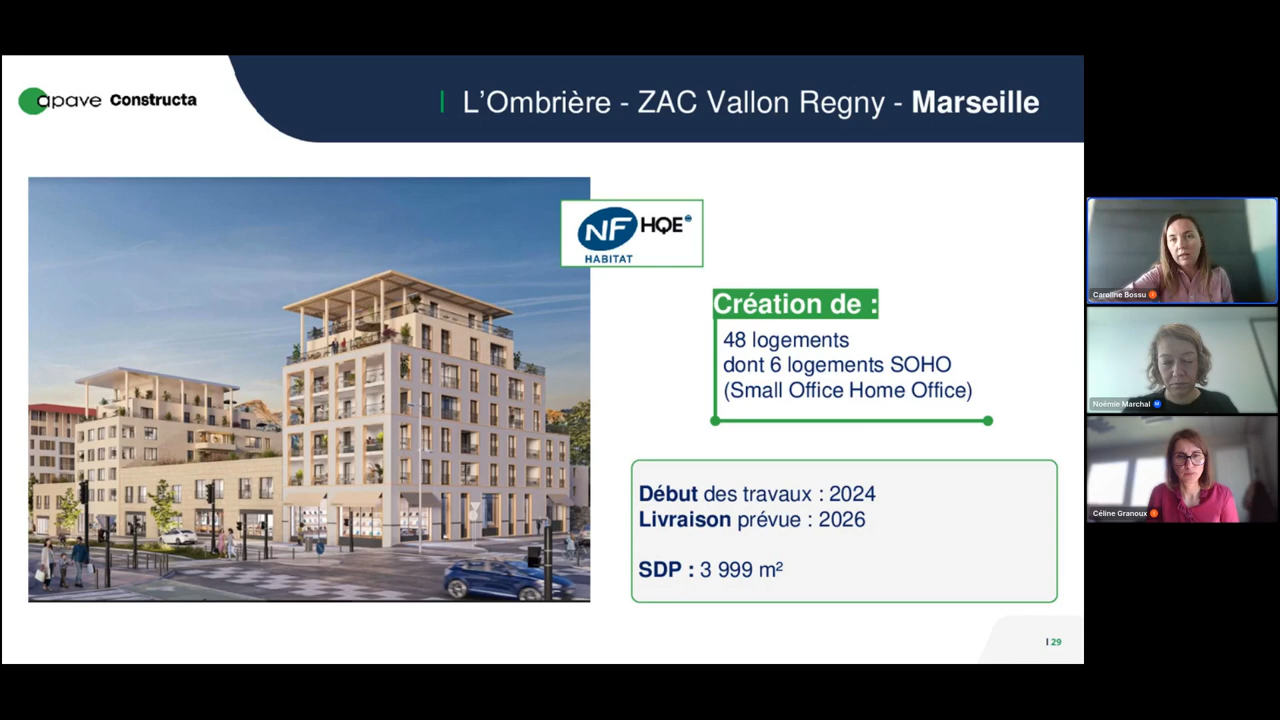 apave Constructa
L'Ombrière - ZAC Vallon Regny - Marseille
NF HQE
HABITAT
Création de :
48 logements
dont 6 logements SOHO
(Small Office Home Office)
Début des travaux : 2024
Livraison prévue : 2026
SDP : 3 999 m²
29
Caroline Bossu
Noémie Marchal
Céline Granoux